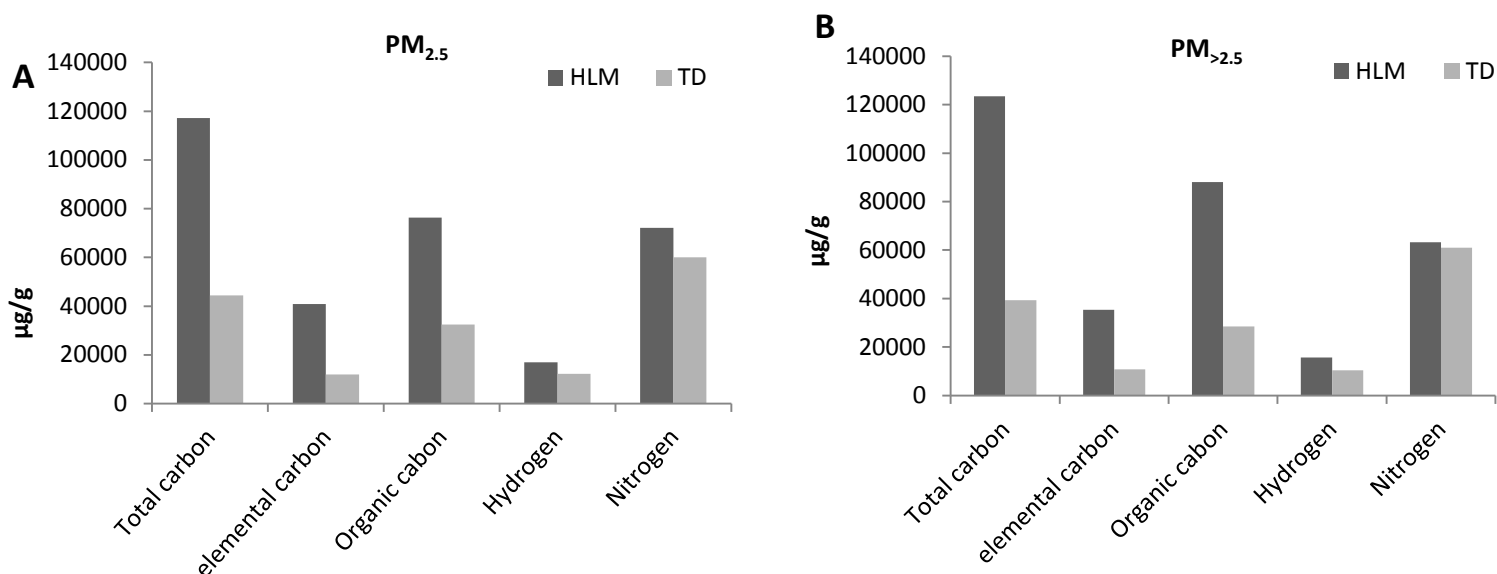 A
PM2.5
HLM TD
140000
120000
100000
80000
60000
40000
20000
0
µg/g
Total carbon
elemental carbon
Organic cabon
Hydrogen
Nitrogen
B
PM>2.5
HLM TD
140000
120000
100000
80000
60000
40000
20000
0
µg/g
Total carbon
elemental carbon
Organic cabon
Hydrogen
Nitrogen